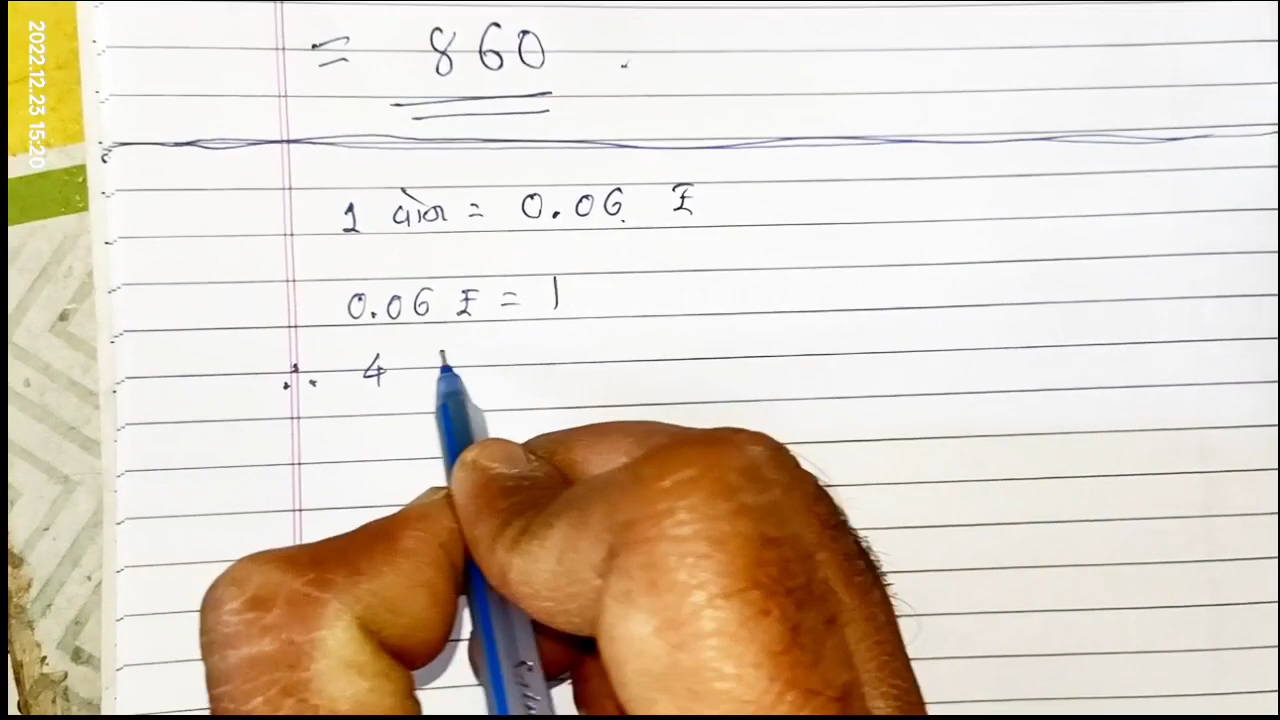 2022.12.23 15:20
= 860
1 વોટ = 0.06 ₤
0.06 ₤ = 1
∴ 4